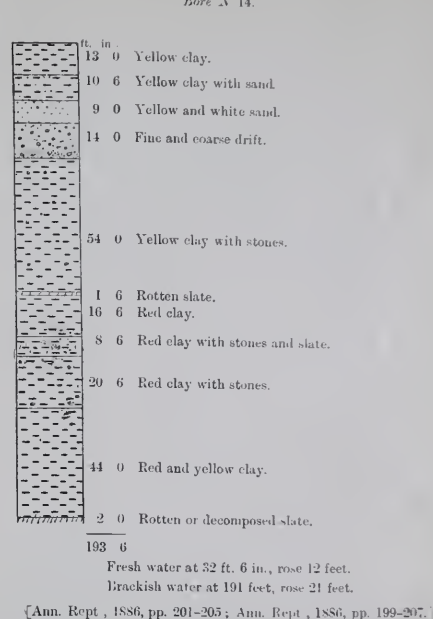 Bore N 14.
ft. in.
13 0 Yellow clay.
10 6 Yellow clay with sand.
9 0 Yellow and white sand.
14 0 Fine and coarse drift.
54 0 Yellow clay with stones.
1 6 Rotten slate.
16 6 Red clay.
8 6 Red clay with stones and slate.
20 6 Red clay with stones.
44 0 Red and yellow clay.
2 0 Rotten or decomposed slate.
193 6
Fresh water at 32 ft. 6 in., rose 12 feet.
Brackish water at 191 feet, rose 21 feet.
[Ann. Rept, 1886, pp. 201-205; Ann. Rept, 1886, pp. 199-207.]